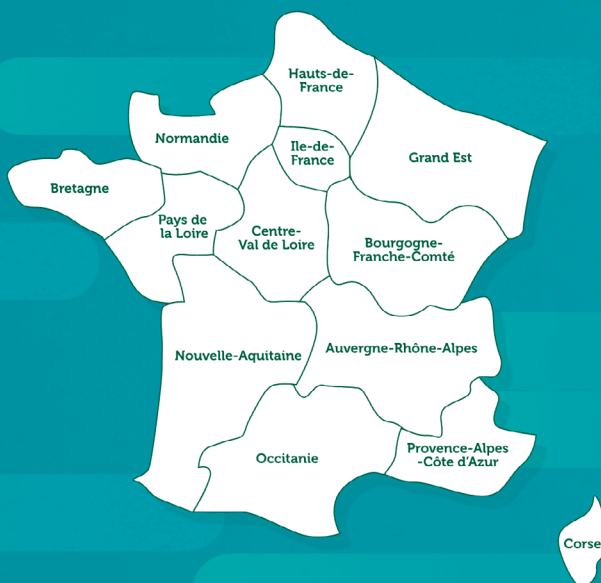 Hauts-de-
France
Normandie
Ile-de-
France
Grand Est
Bretagne
Pays de
la Loire
Centre-
Val de Loire
Bourgogne-
Franche-Comté
Nouvelle-Aquitaine
Auvergne-Rhône-Alpes
Occitanie
Provence-Alpes
-Côte d'Azur
Corse